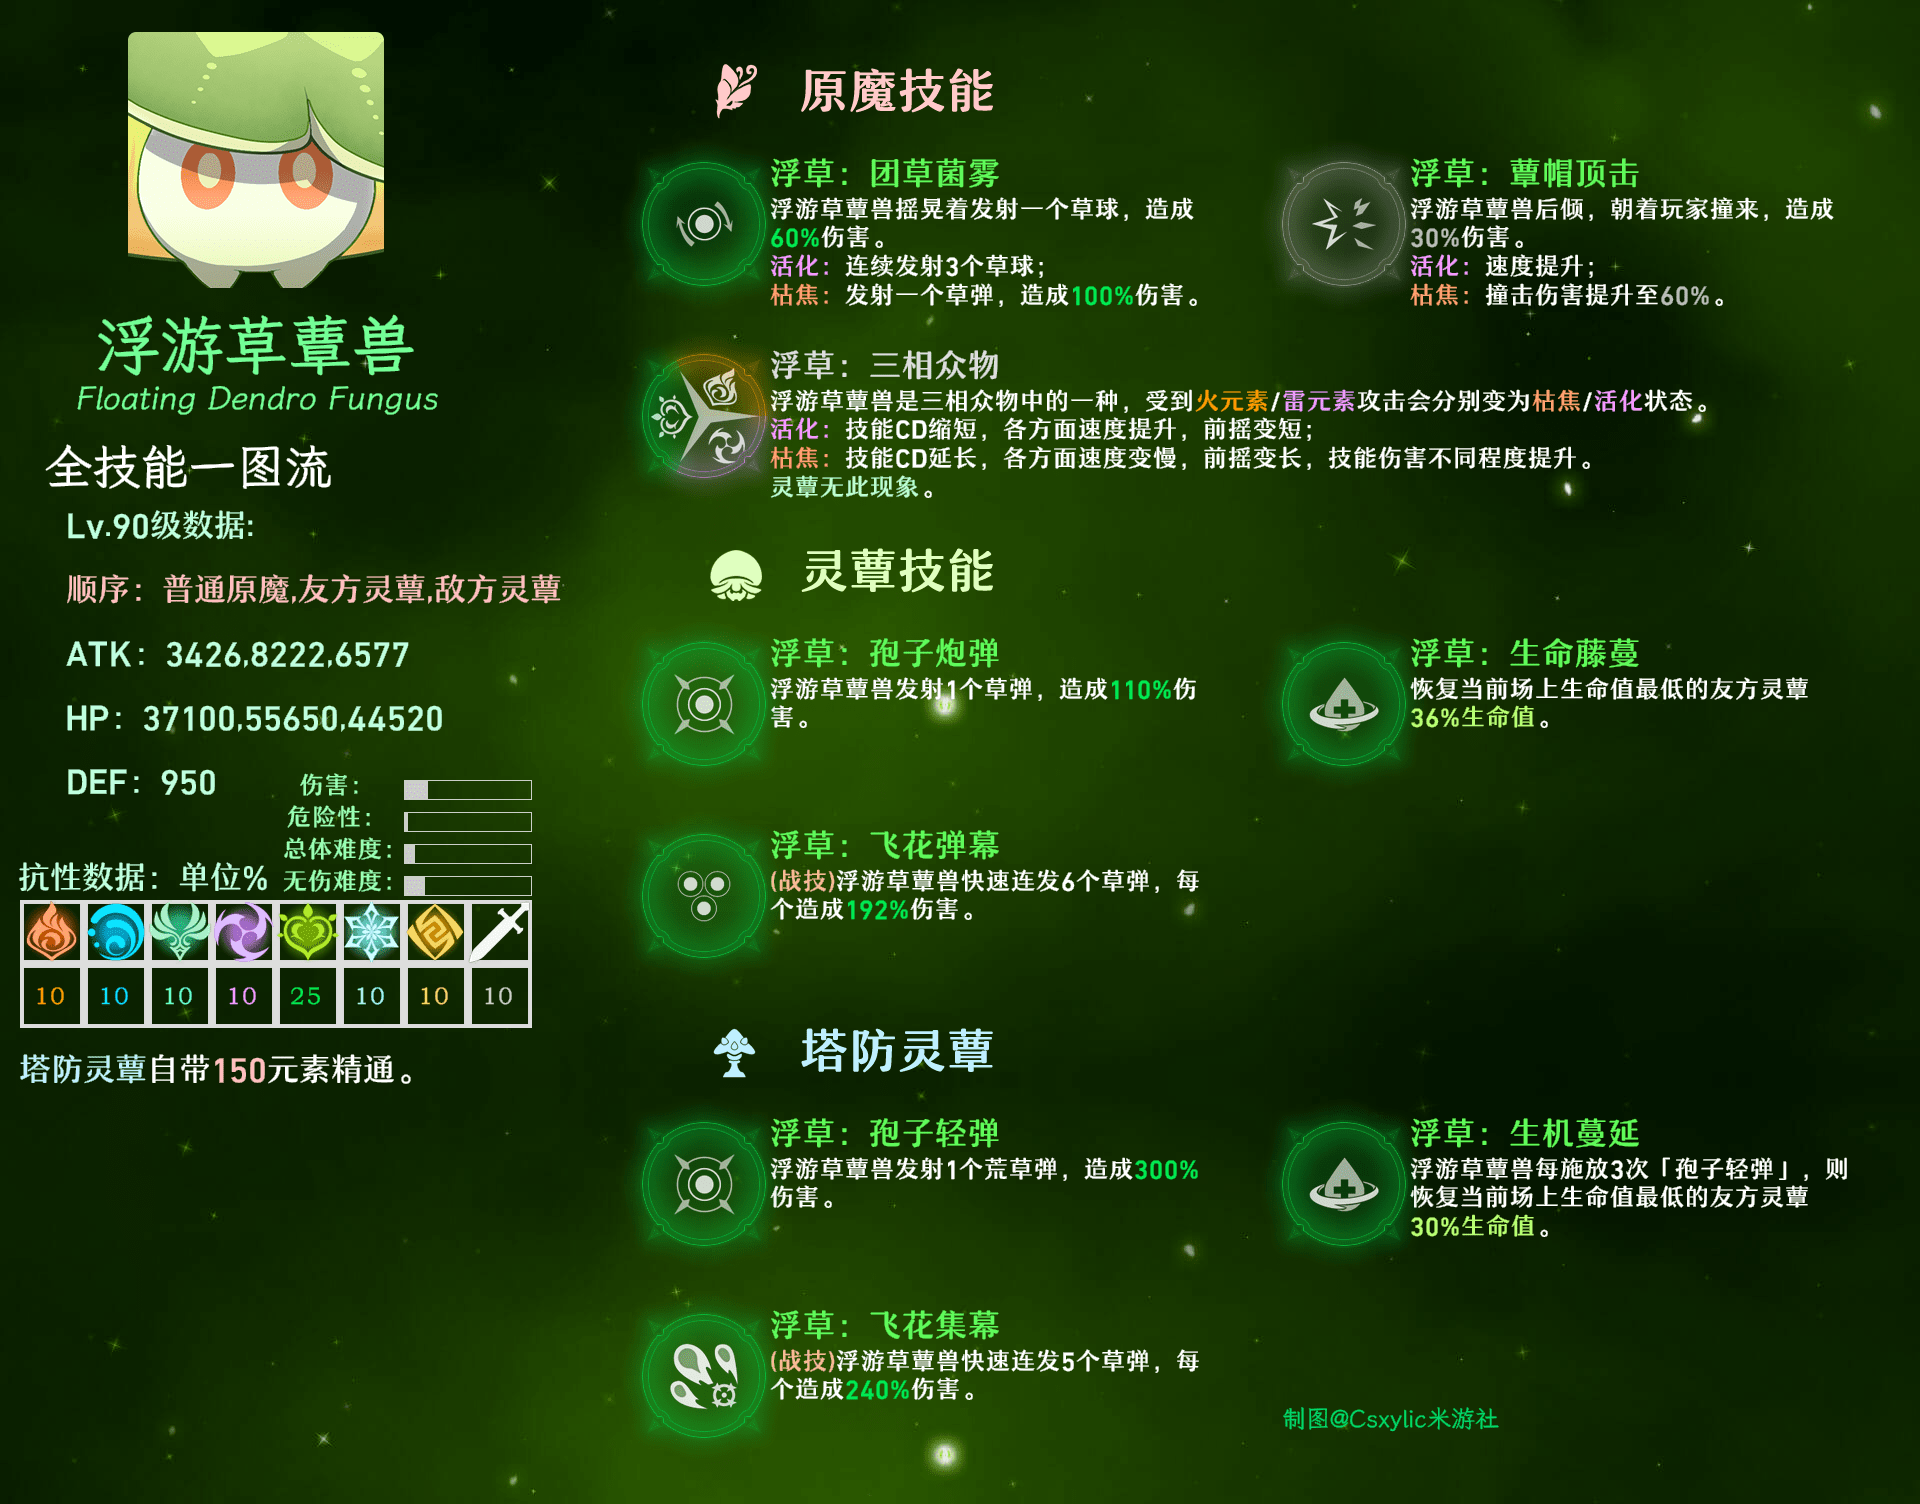 浮游草蕈兽
Floating Dendro Fungus
全技能一图流
Lv.90级数据:
顺序：普通原魔,友方灵蕈,敌方灵蕈
ATK：3426,8222,6577
HP：37100,55650,44520
DEF：950
伤害：
危险性：
总体难度：
无伤难度：
抗性数据：单位%
10 10 10 10 25 10 10 10
塔防灵蕈自带150元素精通。
原魔技能
浮草：团草菌雾
浮游草蕈兽摇晃着发射一个草球，造成
60%伤害。
活化：连续发射3个草球；
枯焦：发射一个草弹，造成100%伤害。
浮草：蕈帽顶击
浮游草蕈兽后倾，朝着玩家撞来，造成
30%伤害。
活化：速度提升；
枯焦：撞击伤害提升至60%。
浮草：三相众物
浮游草蕈兽是三相众物中的一种，受到火元素/雷元素攻击会分别变为枯焦/活化状态。
活化：技能CD缩短，各方面速度提升，前摇变短；
枯焦：技能CD延长，各方面速度变慢，前摇变长，技能伤害不同程度提升。
灵蕈无此现象。
灵蕈技能
浮草：孢子炮弹
浮游草蕈兽发射1个草弹，造成110%伤
害。
浮草：生命藤蔓
恢复当前场上生命值最低的友方灵蕈
36%生命值。
浮草：飞花弹幕
(战技)浮游草蕈兽快速连发6个草弹，每
个造成192%伤害。
塔防灵蕈
浮草：孢子轻弹
浮游草蕈兽发射1个荒草弹，造成300%
伤害。
浮草：生机蔓延
浮游草蕈兽每施放3次「孢子轻弹」，则
恢复当前场上生命值最低的友方灵蕈
30%生命值。
浮草：飞花集幕
(战技)浮游草蕈兽快速连发5个草弹，每
个造成240%伤害。
制图@Csxylic米游社